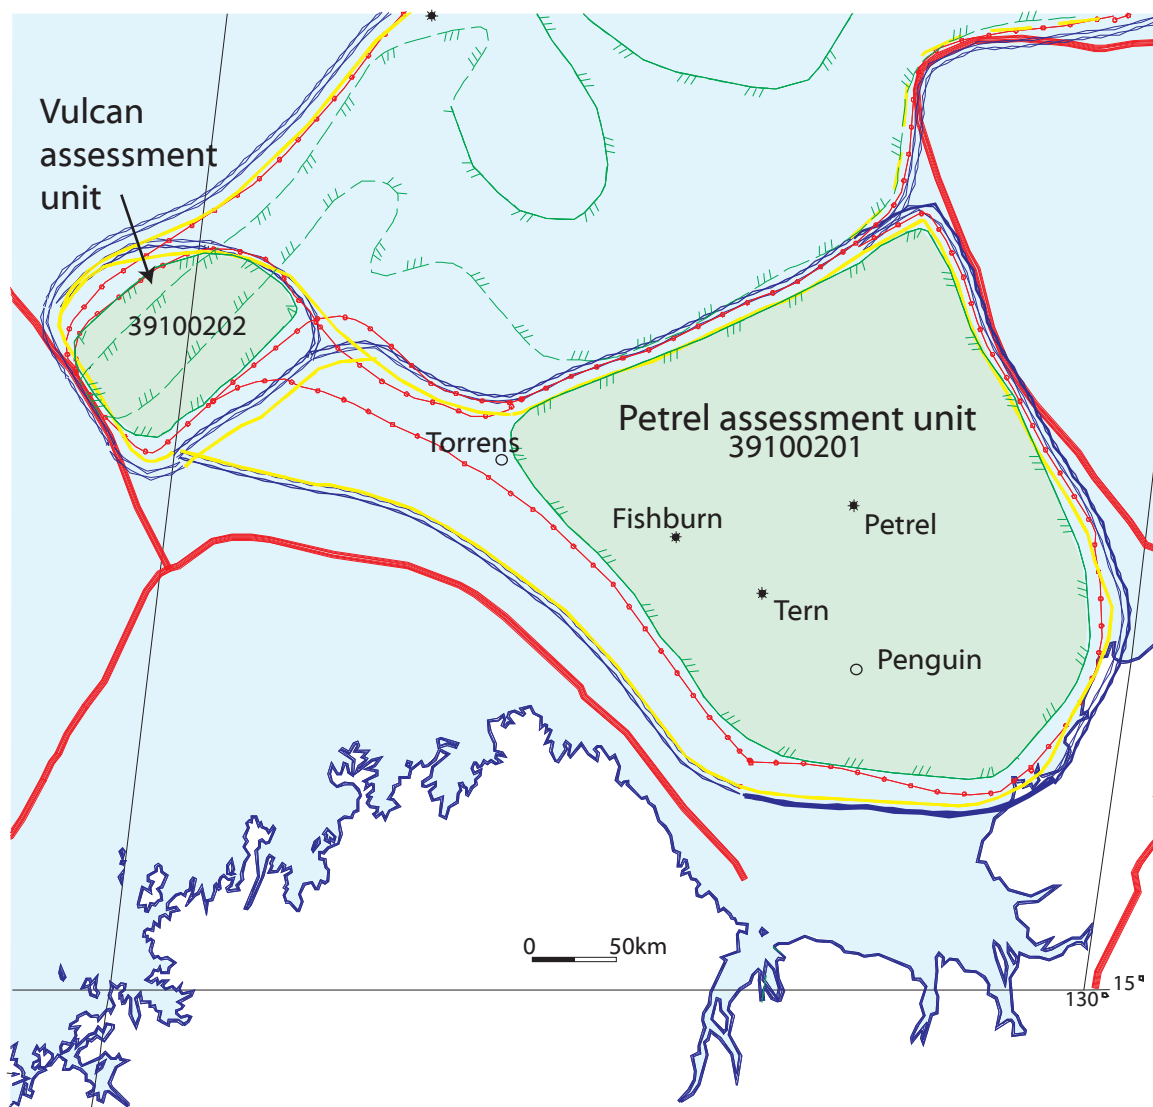 Vulcan
assessment
unit
39100202
Petrel assessment unit
39100201
Torrens
Fishburn
Petrel
Tern
Penguin
0 50km
15°
130°